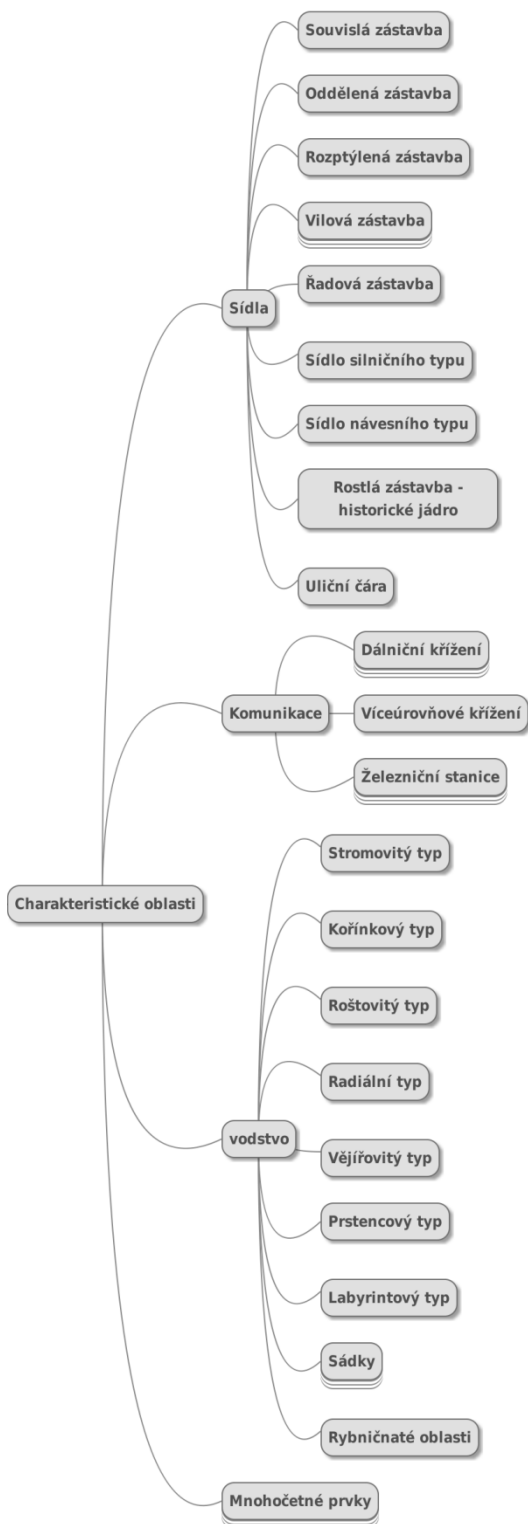 Souvislá zástavba
Oddělená zástavba
Rozptýlená zástavba
Vilová zástavba
Řadová zástavba
Sídla
Sídlo silničního typu
Sídlo návesního typu
Rostlá zástavba -
historické jádro
Uliční čára
Dálniční křížení
Komunikace
Víceúrovňové křížení
Železniční stanice
Stromovitý typ
Charakteristické oblasti
Kořínkový typ
Roštovitý typ
Radiální typ
vodstvo
Vějířovitý typ
Prstencový typ
Labyrintový typ
Sádky
Rybničnaté oblasti
Mnohočetné prvky